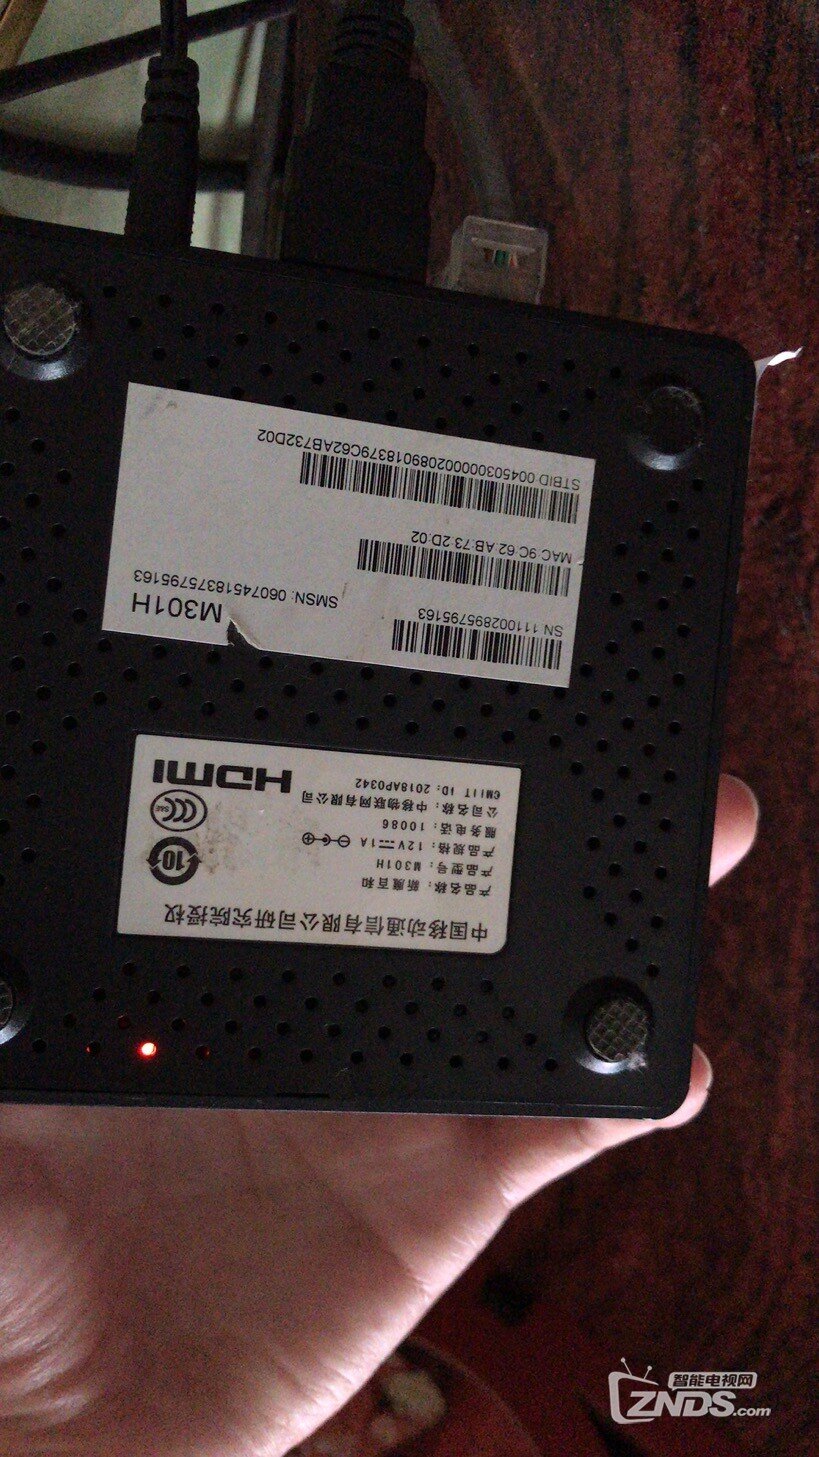 中国移动通信有限公司研究院授权
产品名称：新魔百和
产品型号：M301H
产品规格：12V 1A
服务电话：10086
公司名称：中移物联网有限公司
CMIIT ID：2018AP0342
10
CCC
S&E
HDMI
SN 111002895795163
M301H
SMSN: 06074518375795163
MAC 9C:62:AB:73:2D:02
STBID 0045030000002089018379C62AB732D02
智能电视网
ZNDS.com